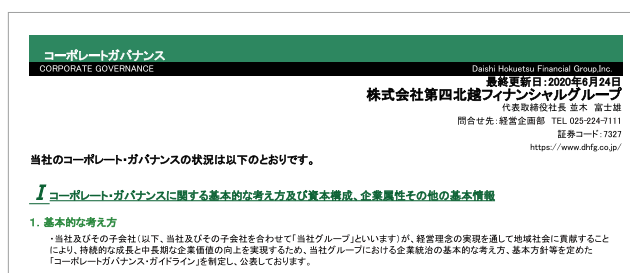 コーポレートガバナンス
CORPORATE GOVERNANCE
Daishi Hokuetsu Financial Group,Inc.
最終更新日:2020年6月24日
株式会社第四北越フィナンシャルグループ
代表取締役社長 並木 富士雄
問合せ先:経営企画部 TEL 025-224-7111
証券コード:7327
https://www.dhfg.co.jp/
当社のコーポレート・ガバナンスの状況は以下のとおりです。
I コーポレート・ガバナンスに関する基本的な考え方及び資本構成、企業属性その他の基本情報
1. 基本的な考え方
・当社及びその子会社(以下、当社及びその子会社を合わせて「当社グループ」といいます)が、経営理念の実現を通して地域社会に貢献すること
により、持続的な成長と中長期な企業価値の向上を実現するため、当社グループにおける企業統治の基本的な考え方、基本方針等を定めた
「コーポレートガバナンス・ガイドライン」を制定し、公表しております。